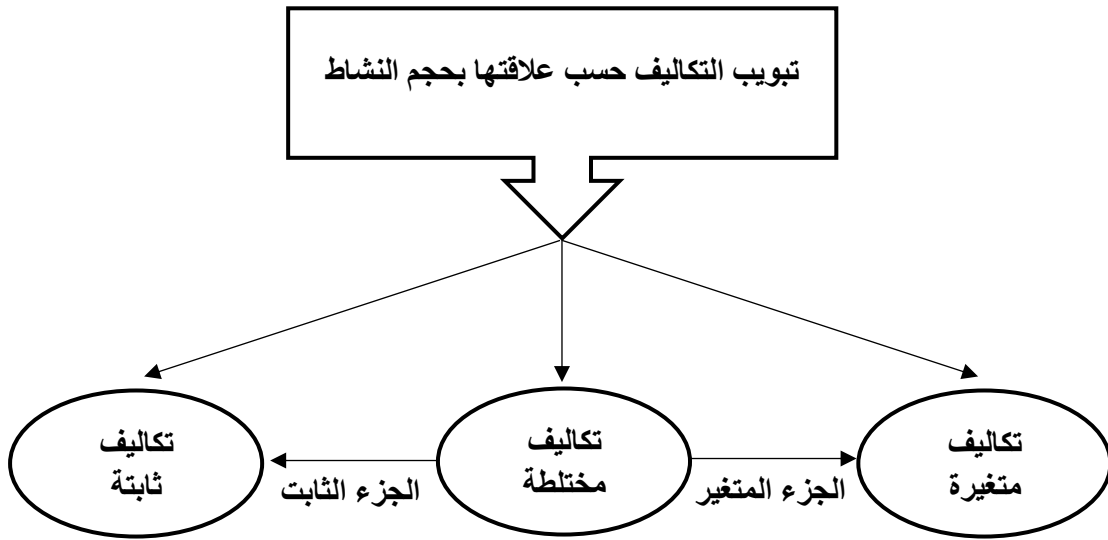 تبويب التكاليف حسب علاقتها بحجم النشاط
تكاليف
متغيرة
الجزء المتغير
تكاليف
مختلطة
الجزء الثابت
تكاليف
ثابتة